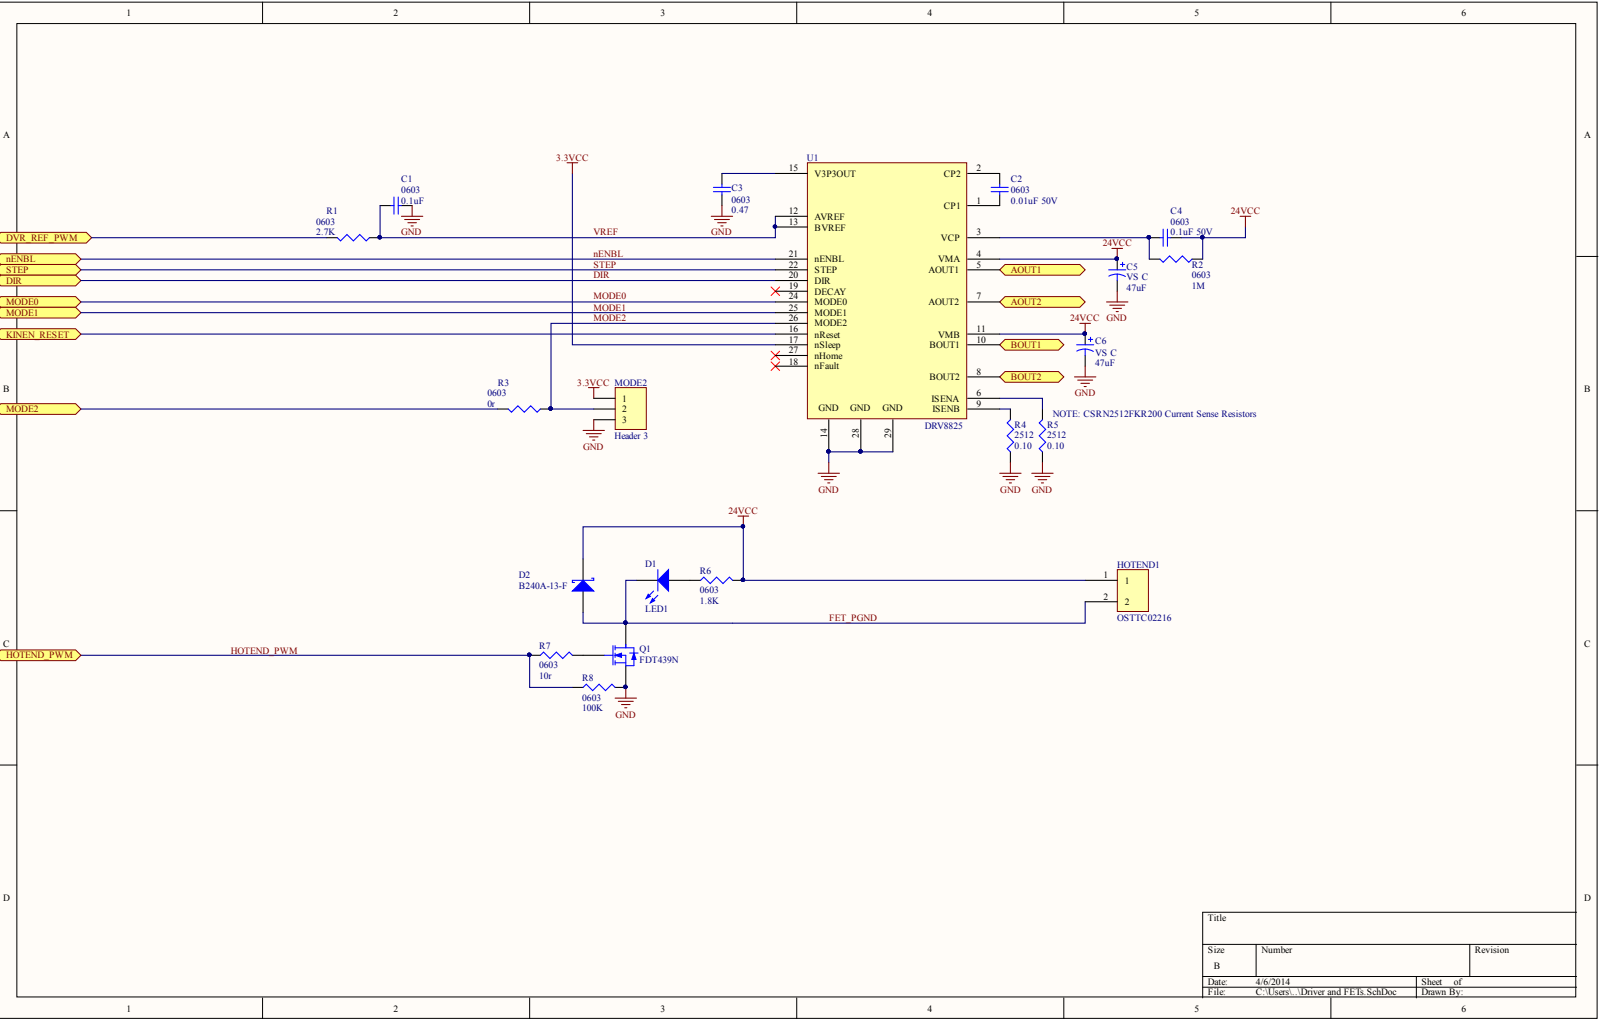 1 2 3 4 5 6
A A
3.3VCC
U1
15 V3P3OUT
CP2 2
C1
0603
0.1uF
GND
C3
0603
0.47
GND
C2
0603
0.01uF 50V
CP1 1
R1
0603
2.7K
12 AVREF
13 BVREF
C4
0603
0.1uF 50V
24VCC
DVR_REF_PWM
VREF
VCP 3
24VCC
nENBL
nENBL
21 nENBL
VMA 4
STEP
STEP
22 STEP
AOUT1 5
AOUT1
C5
VS C
47uF
GND
R2
0603
1M
DIR
DIR
20 DIR
19 DECAY
MODE0
MODE0
24 MODE0
AOUT2 7
AOUT2
MODE1
MODE1
25 MODE1
MODE2
26 MODE2
24VCC
KINEN_RESET
16 nReset
VMB 11
17 nSleep
BOUT1 10
BOUT1
C6
VS C
47uF
GND
27 nHome
18 nFault
BOUT2 8
BOUT2
B B
R3
0603
0r
3.3VCC
MODE2
1
2
3
Header 3
GND
MODE2
ISENA 6
ISENB 9
GND GND GND
14 28 29
GND
DRV8825
NOTE: CSRN2512FKR200 Current Sense Resistors
R4
2512
0.10
GND
R5
2512
0.10
GND
24VCC
D2
B240A-13-F
D1
LED1
R6
0603
1.8K
HOTEND1
1 1
2 2
OSTTC02216
FET_PGND
C C
HOTEND_PWM
HOTEND_PWM
R7
0603
10r
Q1
FDT439N
R8
0603
100K
GND
D D
Title
Size
B
Number
Revision
Date: 4/6/2014
Sheet of
File: C:\Users\..\Driver and FETs.SchDoc
Drawn By:
1 2 3 4 5 6